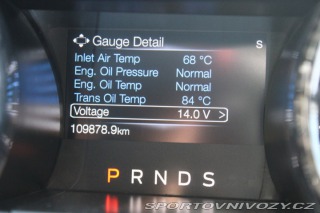 Gauge Detail S
Inlet Air Temp 68 °C
Eng. Oil Pressure Normal
Eng. Oil Temp Normal
Trans Oil Temp 84 °C
Voltage 14.0 V >
109878.9km
P R N D S
SPORTOVNIVOZY.CZ